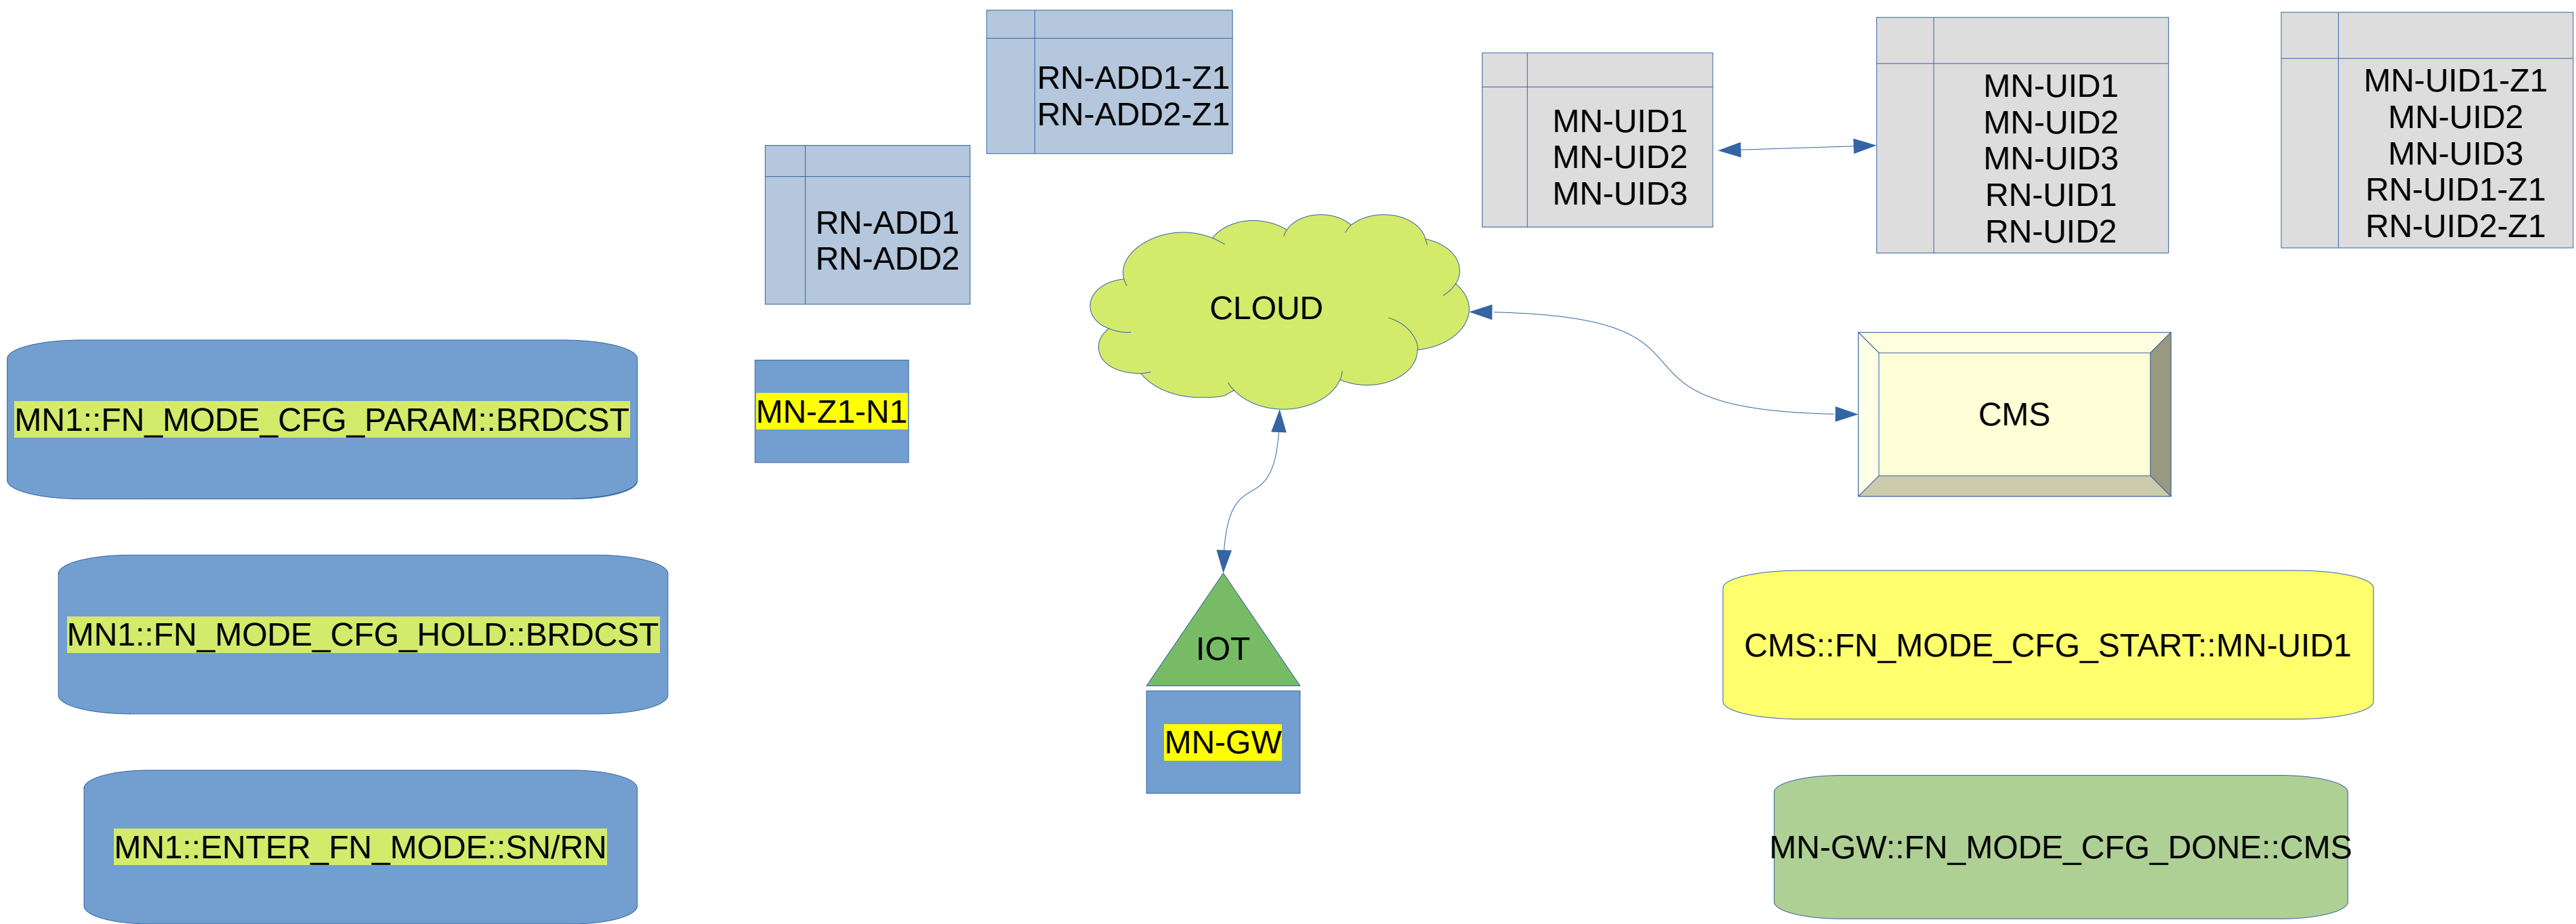 RN-ADD1-Z1
RN-ADD2-Z1
RN-ADD1
RN-ADD2
MN-UID1
MN-UID2
MN-UID3
MN-UID1
MN-UID2
MN-UID3
RN-UID1
RN-UID2
MN-UID1-Z1
MN-UID2
MN-UID3
RN-UID1-Z1
RN-UID2-Z1
CLOUD
MN1::FN_MODE_CFG_PARAM::BRDCST
MN-Z1-N1
CMS
MN1::FN_MODE_CFG_HOLD::BRDCST
IOT
CMS::FN_MODE_CFG_START::MN-UID1
MN-GW
MN1::ENTER_FN_MODE::SN/RN
MN-GW::FN_MODE_CFG_DONE::CMS